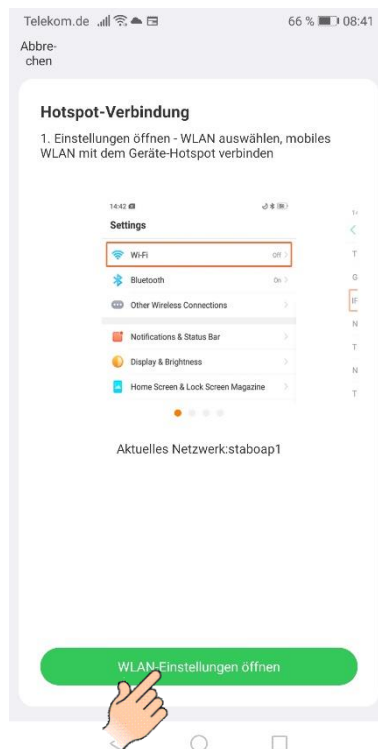 Telekom.de 66 % 08:41
Abbre-
chen
Hotspot-Verbindung
1. Einstellungen öffnen - WLAN auswählen, mobiles
WLAN mit dem Geräte-Hotspot verbinden
14:42
Settings
Wi-Fi Off
Bluetooth On
Other Wireless Connections
Notifications & Status Bar
Display & Brightness
Home Screen & Lock Screen Magazine
T
G
IF
N
T
N
T
Aktuelles Netzwerk:staboap1
WLAN-Einstellungen öffnen